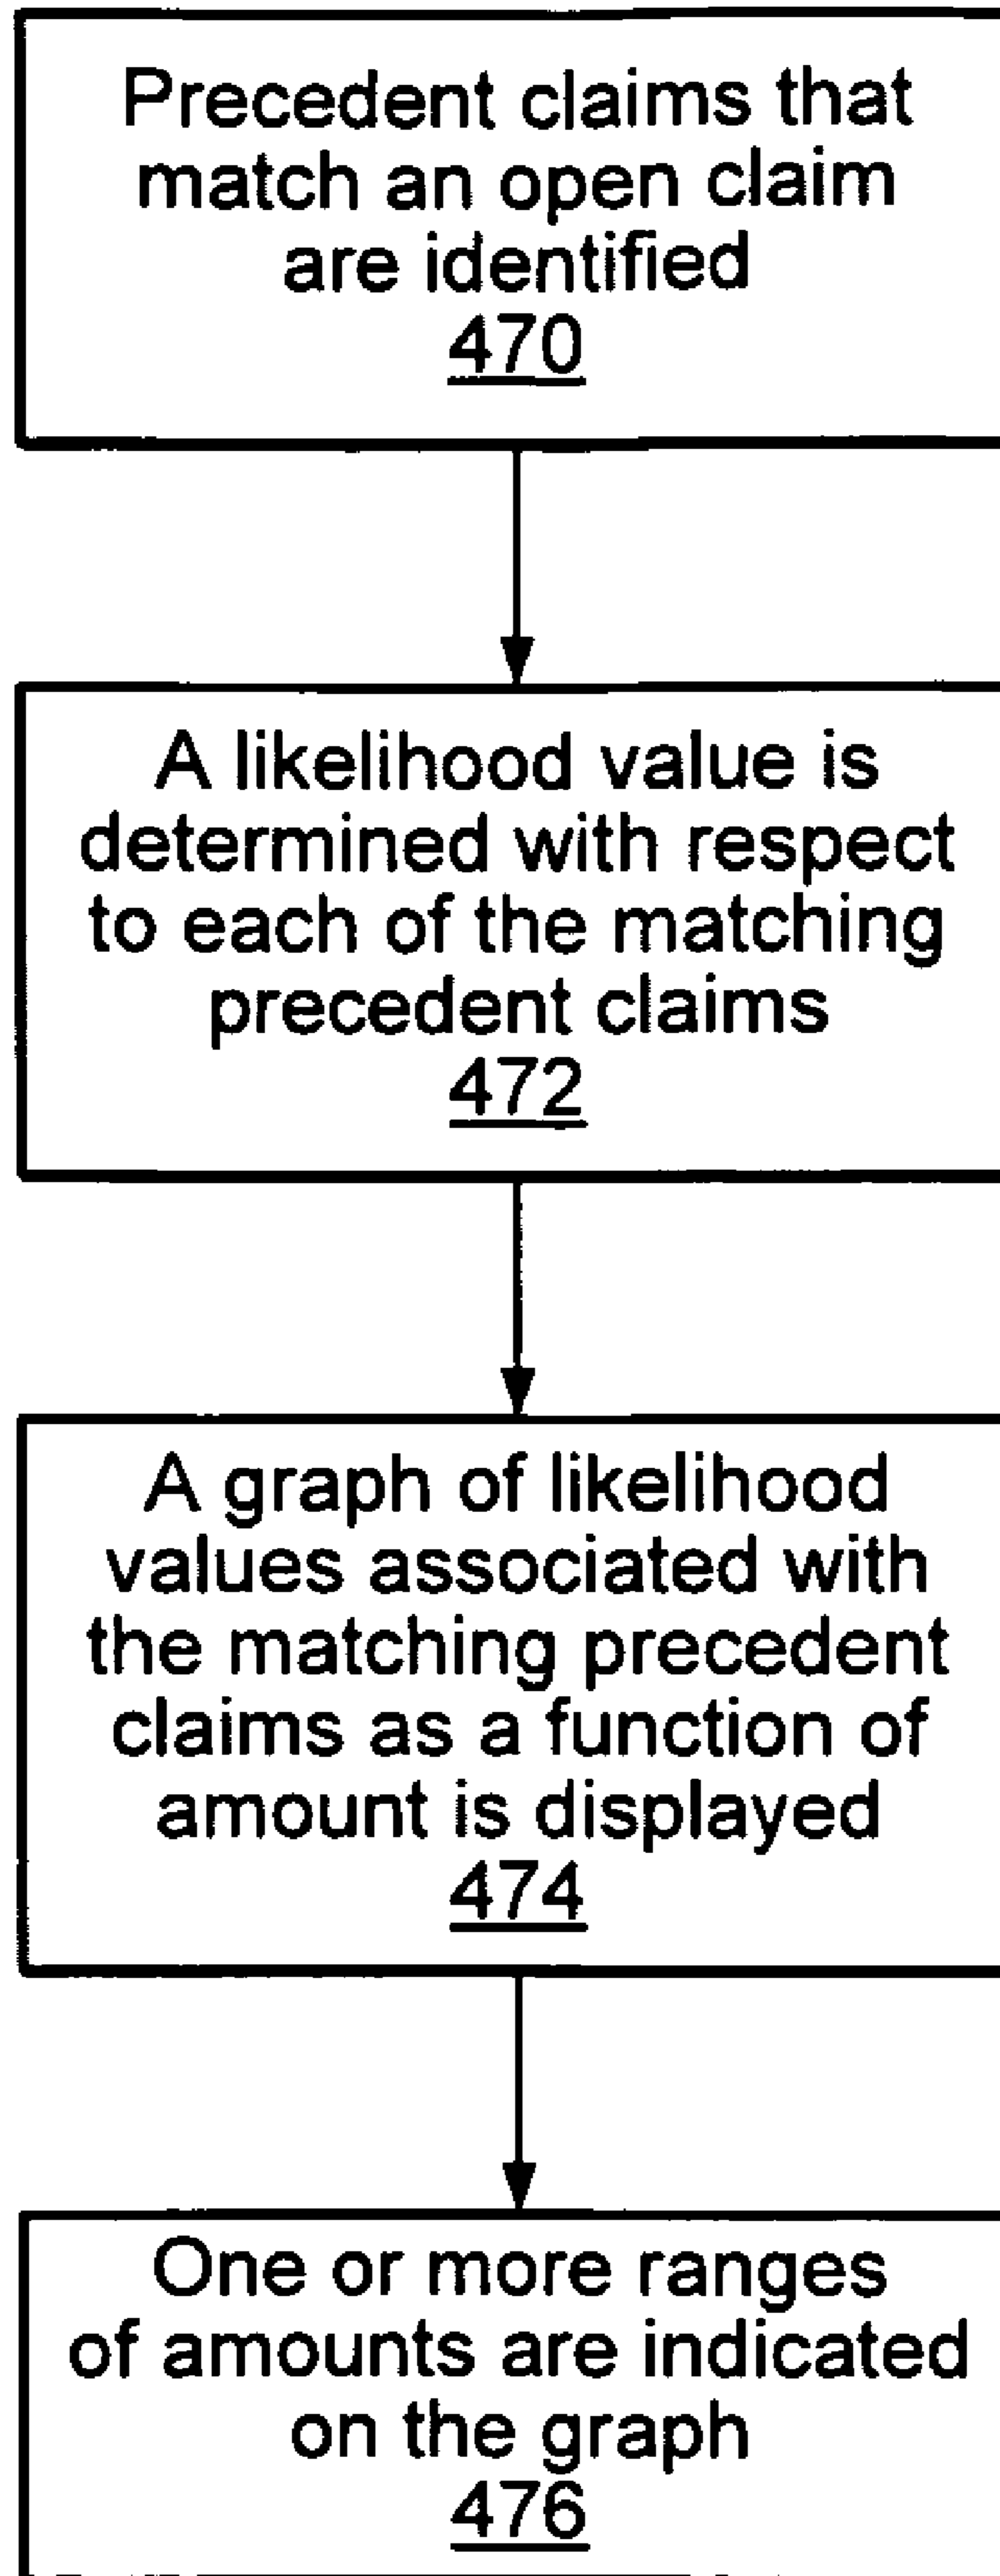 Precedent claims that
match an open claim
are identified
470
A likelihood value is
determined with respect
to each of the matching
precedent claims
472
A graph of likelihood
values associated with
the matching precedent
claims as a function of
amount is displayed
474
One or more ranges
of amounts are indicated
on the graph
476